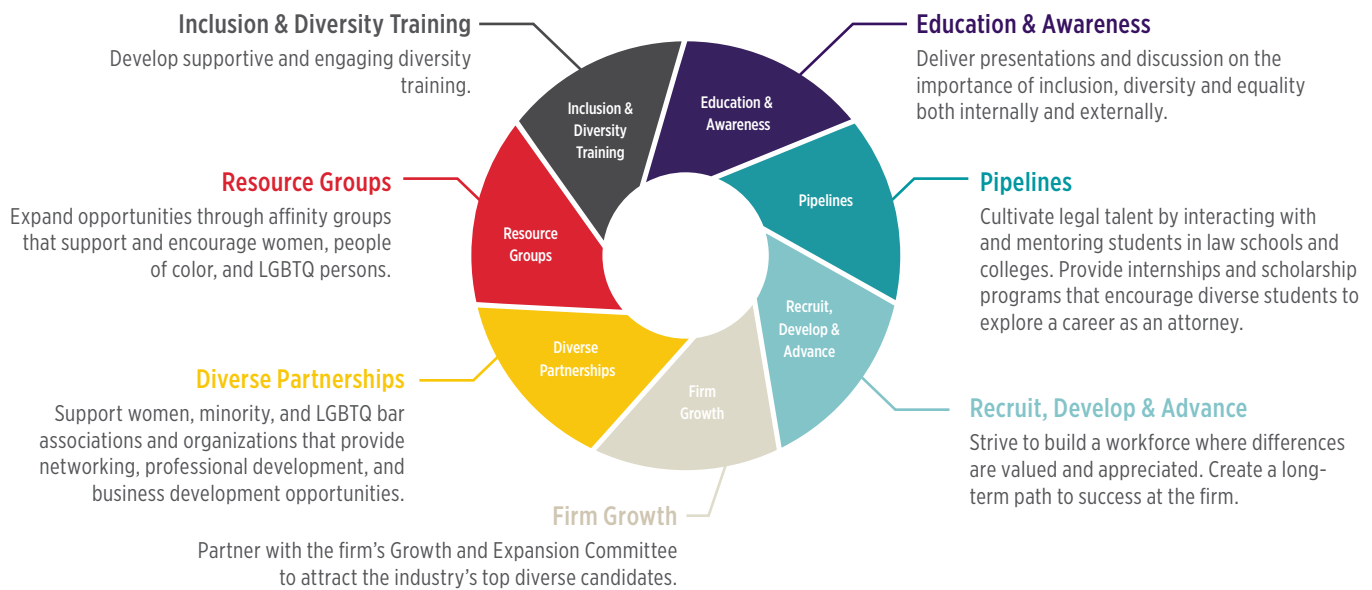 Inclusion & Diversity Training
Develop supportive and engaging diversity
training.
Education & Awareness
Deliver presentations and discussion on the
importance of inclusion, diversity and equality
both internally and externally.
Resource Groups
Expand opportunities through affinity groups
that support and encourage women, people
of color, and LGBTQ persons.
Pipelines
Cultivate legal talent by interacting with
and mentoring students in law schools and
colleges. Provide internships and scholarship
programs that encourage diverse students to
explore a career as an attorney.
Diverse Partnerships
Support women, minority, and LGBTQ bar
associations and organizations that provide
networking, professional development, and
business development opportunities.
Recruit, Develop & Advance
Strive to build a workforce where differences
are valued and appreciated. Create a long-
term path to success at the firm.
Firm Growth
Partner with the firm’s Growth and Expansion Committee
to attract the industry’s top diverse candidates.
Inclusion &
Diversity
Training
Education &
Awareness
Pipelines
Recruit,
Develop &
Advance
Firm
Growth
Diverse
Partnerships
Resource
Groups